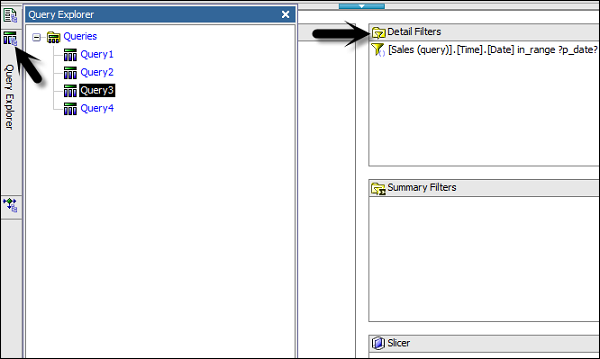 Query Explorer
Query Explorer
Queries
Query1
Query2
Query3
Query4
Detail Filters
[Sales (query)].[Time].[Date] in_range ?p_date?
Summary Filters
Slicer